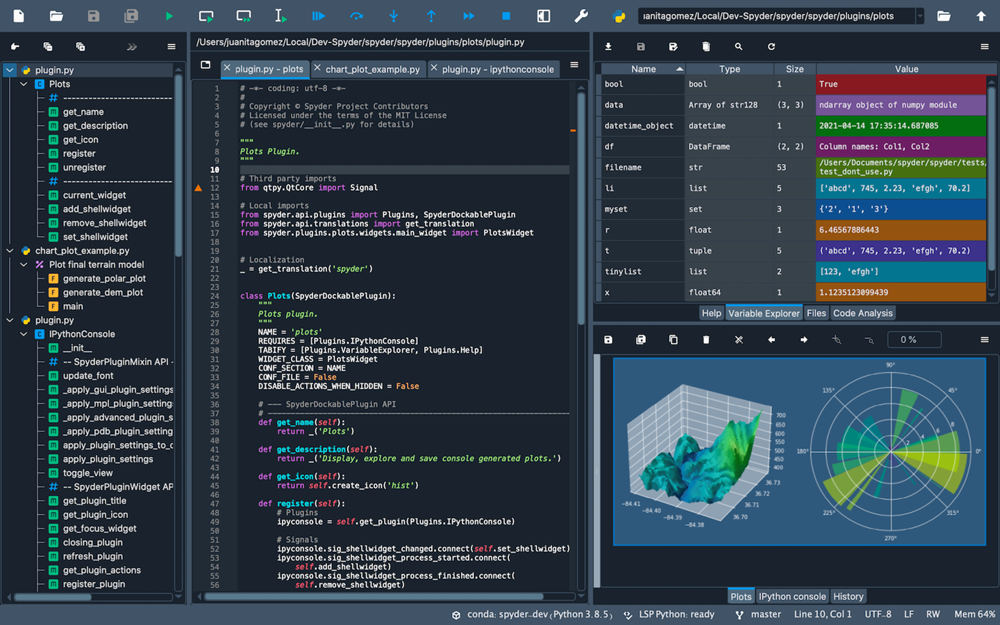 ıanitagomez/Local/Dev-Spyder/spyder/spyder/plugins/plots
plugin.py
Plots
# ------------------------
get_name
get_description
get_icon
register
unregister
# ------------------------
current_widget
add_shellwidget
remove_shellwidget
set_shellwidget
chart_plot_example.py
Plot final terrain model
generate_polar_plot
generate_dem_plot
main
plugin.py
IPythonConsole
__init__
# -- SpyderPluginMixin API -
update_font
_apply_gui_plugin_settings
_apply_mpl_plugin_settings
_apply_advanced_plugin_s
_apply_pdb_plugin_setting
apply_plugin_settings_to_c
apply_plugin_settings
toggle_view
# -- SpyderPluginWidget AP
get_plugin_title
get_plugin_icon
get_focus_widget
closing_plugin
refresh_plugin
get_plugin_actions
register_plugin
/Users/juanitagomez/Local/Dev-Spyder/spyder/spyder/plugins/plots/plugin.py
plugin.py - plots
chart_plot_example.py
plugin.py - ipythonconsole
1 # -*- coding: utf-8 -*-
2 #
3 # Copyright © Spyder Project Contributors
4 # Licensed under the terms of the MIT License
5 # (see spyder/__init__.py for details)
6
7 """
8 Plots Plugin.
9 """
10
11 # Third party imports
12 from qtpy.QtCore import Signal
13
14 # Local imports
15 from spyder.api.plugins import Plugins, SpyderDockablePlugin
16 from spyder.api.translations import get_translation
17 from spyder.plugins.plots.widgets.main_widget import PlotsWidget
18
19
20 # Localization
21 _ = get_translation('spyder')
22
23
24 class Plots(SpyderDockablePlugin):
25 """
26 Plots plugin.
27 """
28 NAME = 'plots'
29 REQUIRES = [Plugins.IPythonConsole]
30 TABIFY = [Plugins.VariableExplorer, Plugins.Help]
31 WIDGET_CLASS = PlotsWidget
32 CONF_SECTION = NAME
33 CONF_FILE = False
34 DISABLE_ACTIONS_WHEN_HIDDEN = False
35
36 # --- SpyderDockablePlugin API
37 # ------------------------------------------------------------------
38 def get_name(self):
39 return _('Plots')
40
41 def get_description(self):
42 return _('Display, explore and save console generated plots.')
43
44 def get_icon(self):
45 return self.create_icon('hist')
46
47 def register(self):
48 # Plugins
49 ipyconsole = self.get_plugin(Plugins.IPythonConsole)
50
51 # Signals
52 ipyconsole.sig_shellwidget_changed.connect(self.set_shellwidget)
53 ipyconsole.sig_shellwidget_process_started.connect(
54 self.add_shellwidget)
55 ipyconsole.sig_shellwidget_process_finished.connect(
56 self.remove_shellwidget)
Name Type Size Value
bool bool 1 True
data Array of str128 (3, 3) ndarray object of numpy module
datetime_object datetime 1 2021-04-14 17:35:14.687085
df DataFrame (2, 2) Column names: Col1, Col2
filename str 53 /Users/Documents/spyder/spyder/tests/
test_dont_use.py
li list 5 ['abcd', 745, 2.23, 'efgh', 70.2]
myset set 3 {'2', '1', '3'}
r float 1 6.46567886443
t tuple 5 ('abcd', 745, 2.23, 'efgh', 70.2)
tinylist list 2 [123, 'efgh']
x float64 1 1.1235123099439
Help Variable Explorer Files Code Analysis
0 %
700
650
600
550
500
450
400
36.73
36.72
36.71
36.70
−84.41
−84.40
−84.39
−84.38
90°
135° 45°
8
6
4
2
180° 0°
225° 315°
270°
Plots IPython console History
conda: spyder-dev (Python 3.8.5) LSP Python: ready master Line 10, Col 1 UTF-8 LF RW Mem 64%